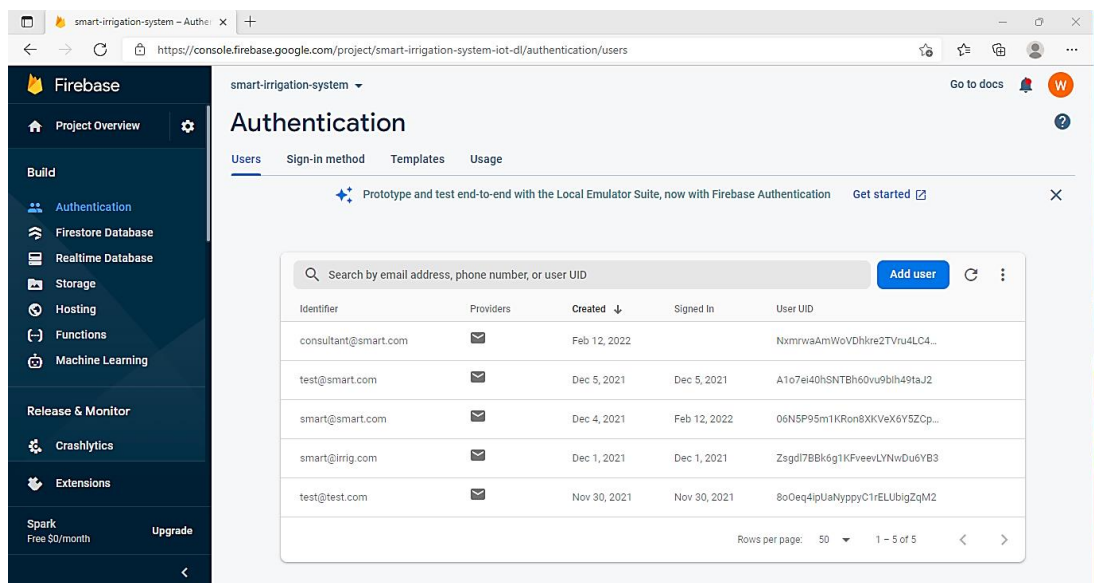 smart-irrigation-system – Authe
https://console.firebase.google.com/project/smart-irrigation-system-iot-dl/authentication/users
Firebase
Project Overview
Build
Authentication
Firestore Database
Realtime Database
Storage
Hosting
Functions
Machine Learning
Release & Monitor
Crashlytics
Extensions
Spark
Free $0/month
Upgrade
smart-irrigation-system
Go to docs
W
Authentication
Users Sign-in method Templates Usage
Prototype and test end-to-end with the Local Emulator Suite, now with Firebase Authentication Get started
Search by email address, phone number, or user UID
Add user
Identifier Providers Created Signed In User UID
consultant@smart.com Feb 12, 2022 NxmrwaAmWoVDhkre2TVru4LC4...
test@smart.com Dec 5, 2021 Dec 5, 2021 A1o7ei40hSNTBh60vu9bIh49taJ2
smart@smart.com Dec 4, 2021 Feb 12, 2022 06N5P95m1KRon8XKVeX6Y5ZCp...
smart@irrig.com Dec 1, 2021 Dec 1, 2021 Zsgdl7BBk6g1KFveevLYNwDu6YB3
test@test.com Nov 30, 2021 Nov 30, 2021 8oOeq4ipUaNyppyC1rELUbigZqM2
Rows per page: 50 1 – 5 of 5